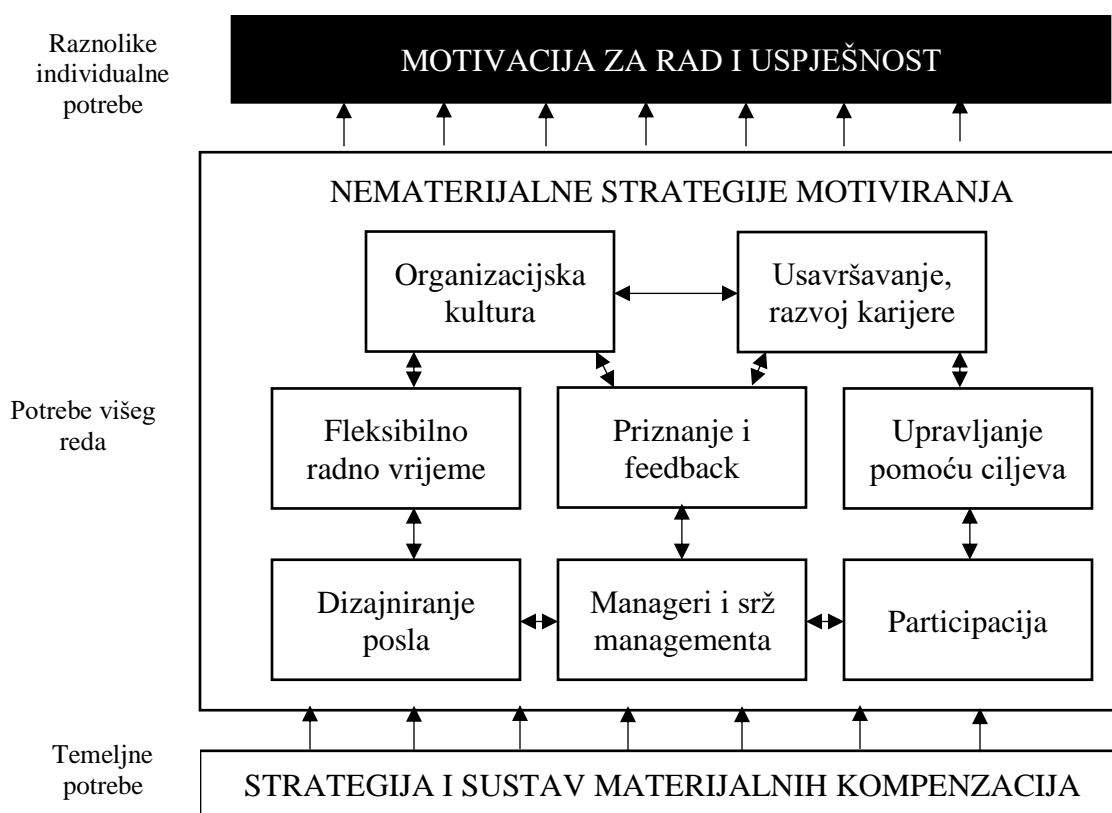 Raznolike
individualne
potrebe
MOTIVACIJA ZA RAD I USPJEŠNOST
NEMATERIJALNE STRATEGIJE MOTIVIRANJA
Organizacijska
kultura
Usavršavanje,
razvoj karijere
Potrebe višeg
reda
Fleksibilno
radno vrijeme
Priznanje i
feedback
Upravljanje
pomoću ciljeva
Dizajniranje
posla
Manageri i srž
managementa
Participacija
Temeljne
potrebe
STRATEGIJA I SUSTAV MATERIJALNIH KOMPENZACIJA